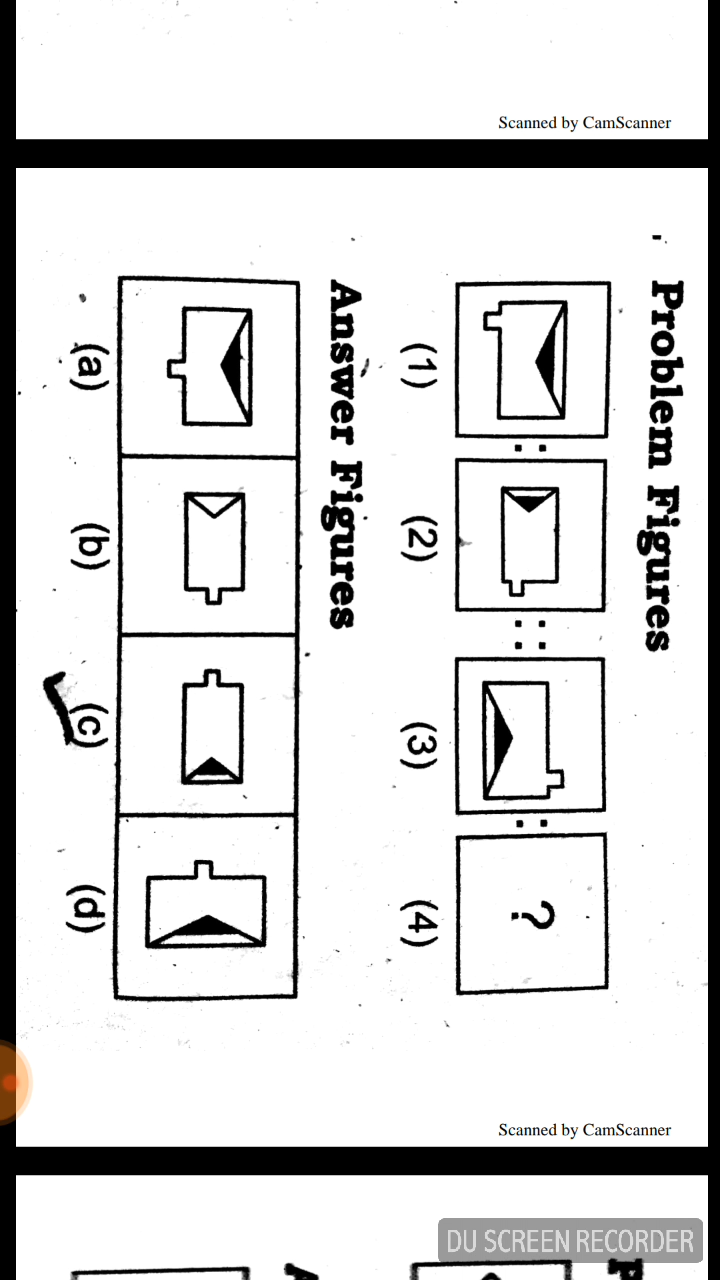 Scanned by CamScanner
Problem Figures
(1)
(2)
(3)
(4)
?
Answer Figures
(a)
(b)
(c)
(d)
Scanned by CamScanner
DU SCREEN RECORDER